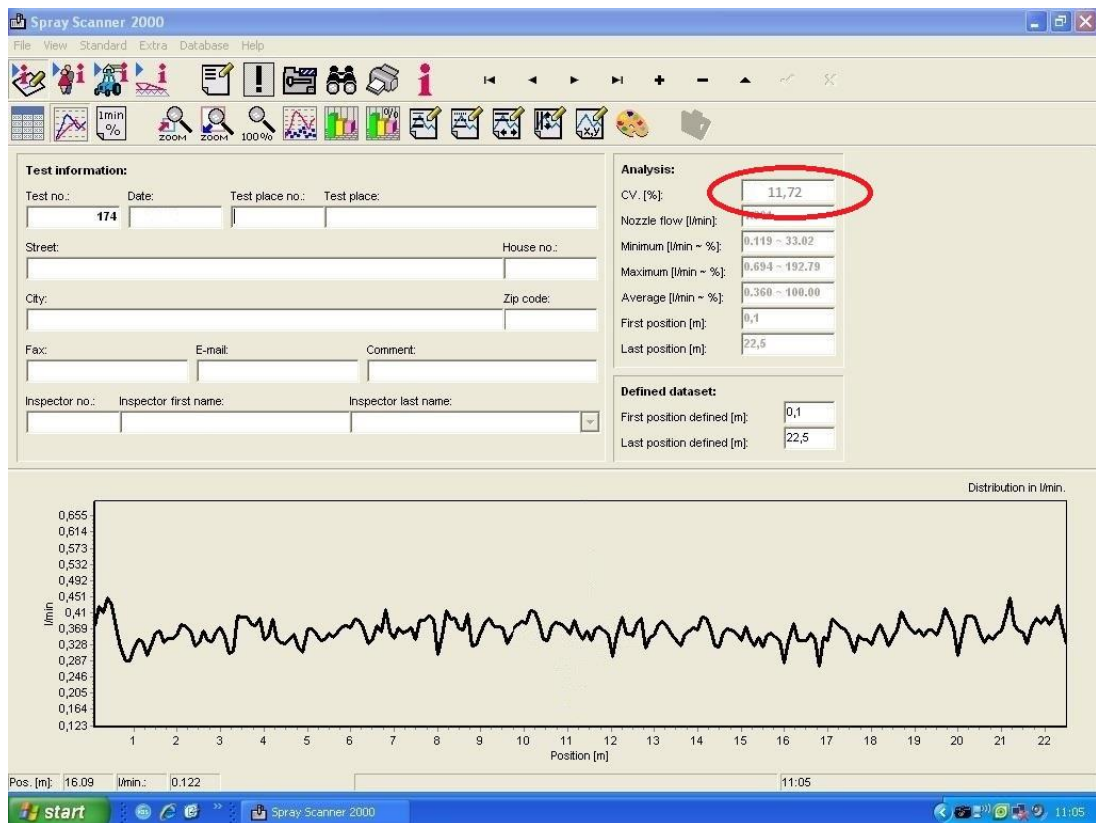 Spray Scanner 2000
File View Standard Extra Database Help
1min
%
ZOOM ZOOM 100% % x,y
Test information:
Test no.: Date: Test place no.: Test place:
174
Street: House no.:
City: Zip code:
Fax: E-mail: Comment:
Inspector no.: Inspector first name: Inspector last name:
Analysis:
CV. [%]: 11,72
Nozzle flow [l/min]:
Minimum [l/min ~ %]: 0.119 ~ 33.02
Maximum [l/min ~ %]: 0.694 ~ 192.79
Average [l/min ~ %]: 0.360 ~ 100.00
First position [m]: 0,1
Last position [m]: 22,5
Defined dataset:
First position defined [m]: 0,1
Last position defined [m]: 22,5
Distribution in l/min.
0,655
0,614
0,573
0,532
0,492
0,451
0,41
0,369
0,328
0,287
0,246
0,205
0,164
0,123
l/min
1 2 3 4 5 6 7 8 9 10 11 12 13 14 15 16 17 18 19 20 21 22
Position [m]
Pos. [m]: 16.09 l/min.: 0.122 11:05
start Spray Scanner 2000 11:05